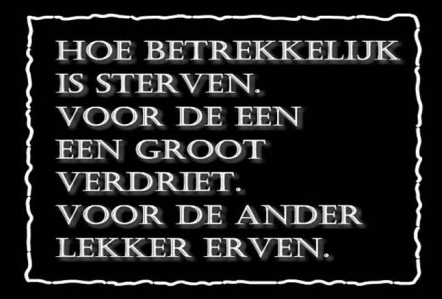 HOE BETREKKELIJK
IS STERVEN.
VOOR DE EEN
EEN GROOT
VERDRIET.
VOOR DE ANDER
LEKKER ERVEN.